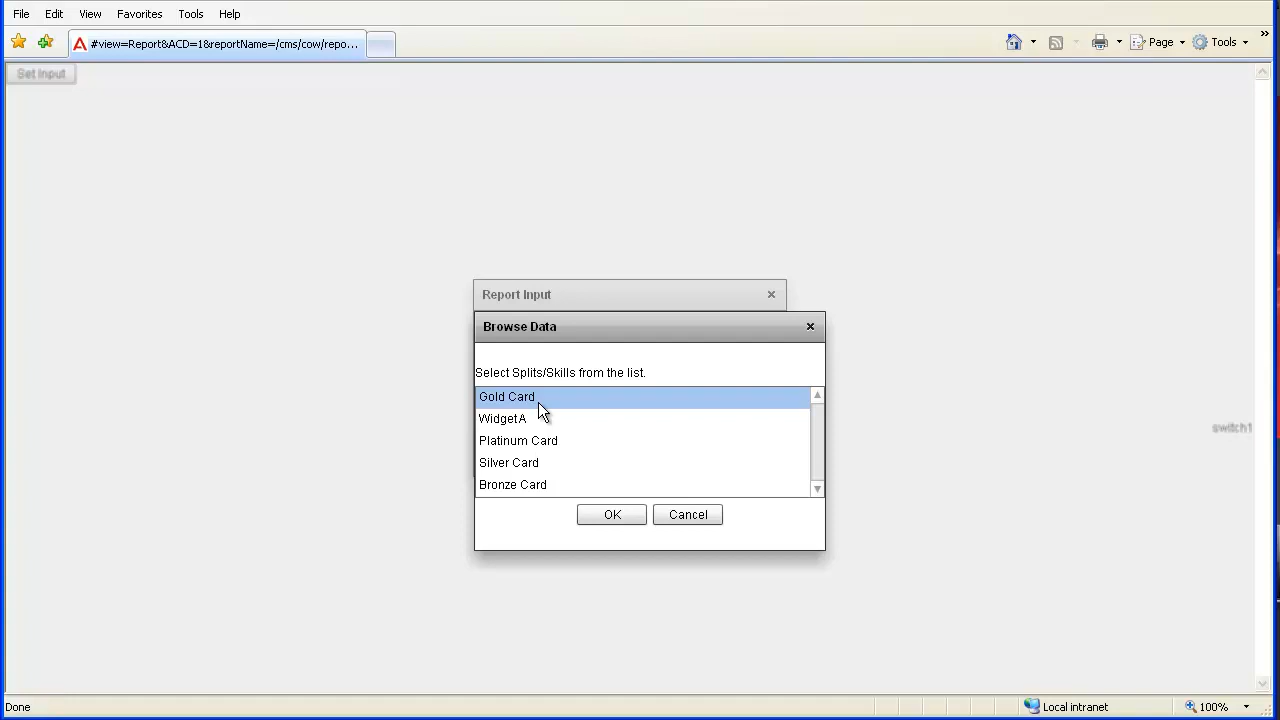 File Edit View Favorites Tools Help
#view=Report&ACD=1&reportName=/cms/cow/repo...
Page Tools
Set Input
Report Input
Browse Data
Select Splits/Skills from the list.
Gold Card
WidgetA
Platinum Card
Silver Card
Bronze Card
switch1
OK Cancel
Done Local intranet 100%